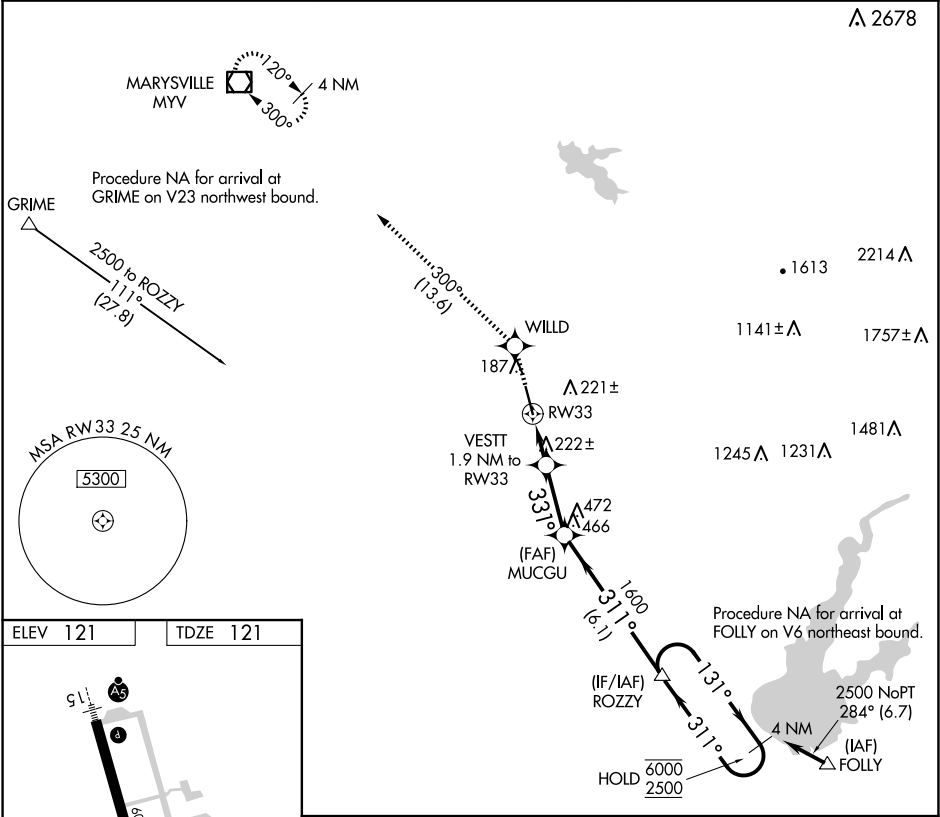 2678
MARYSVILLE
MYV
120°
300°
4 NM
Procedure NA for arrival at
GRIME on V23 northwest bound.
GRIME
2500 to ROZZY
111°
(27.8)
300°
(13.6)
WILLD
187
221±
RW33
1613
2214
1141±
1757±
1481
1245
1231
MSA RW33 25 NM
5300
VESTT
1.9 NM to
RW33
222±
331°
472
466
(FAF)
MUCGU
1600
311°
(6.1)
Procedure NA for arrival at
FOLLY on V6 northeast bound.
(IF/IAF)
ROZZY
131°
311°
2500 NoPT
284° (6.7)
4 NM
(IAF)
FOLLY
HOLD 6000
2500
ELEV 121
TDZE 121
15
A5
P